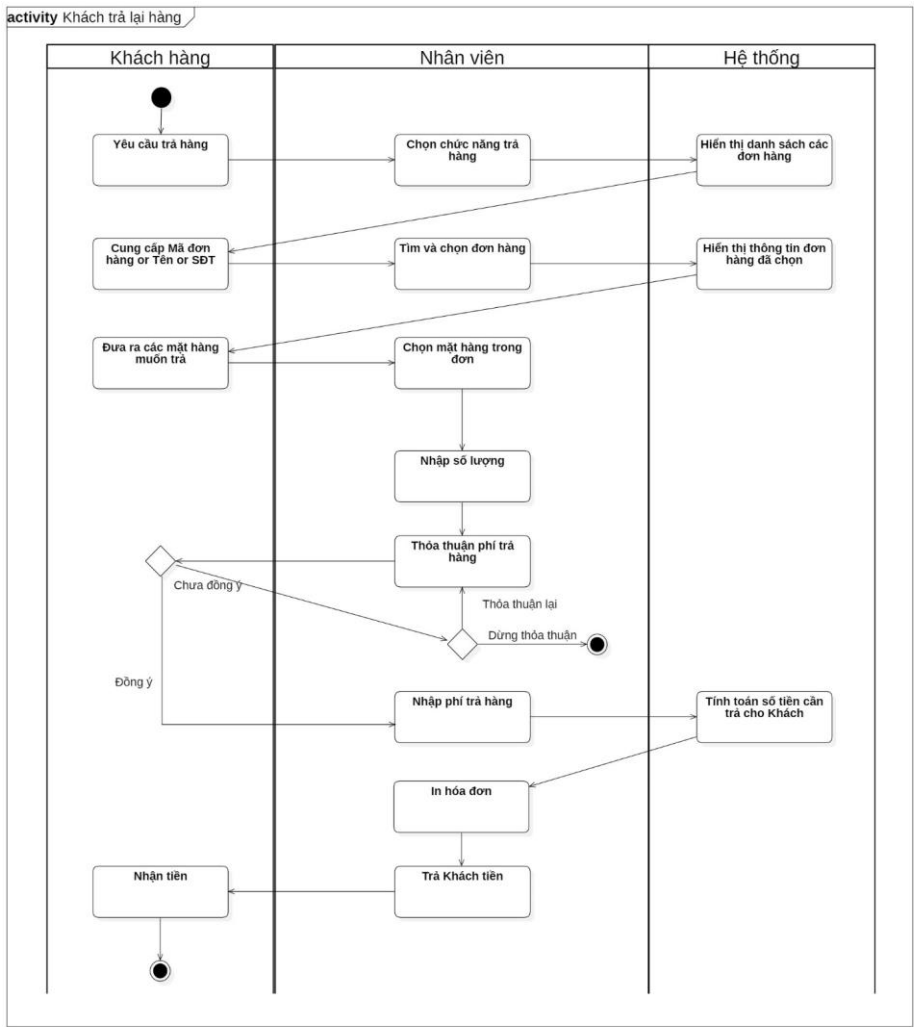 activity Khách trả lại hàng
Khách hàng
Nhân viên
Hệ thống
Yêu cầu trả hàng
Chọn chức năng trả
hàng
Hiển thị danh sách các
đơn hàng
Cung cấp Mã đơn
hàng or Tên or SĐT
Tìm và chọn đơn hàng
Hiển thị thông tin đơn
hàng đã chọn
Đưa ra các mặt hàng
muốn trả
Chọn mặt hàng trong
đơn
Nhập số lượng
Thỏa thuận phí trả
hàng
Chưa đồng ý
Thỏa thuận lại
Dừng thỏa thuận
Đồng ý
Nhập phí trả hàng
Tính toán số tiền cần
trả cho Khách
In hóa đơn
Nhận tiền
Trả Khách tiền